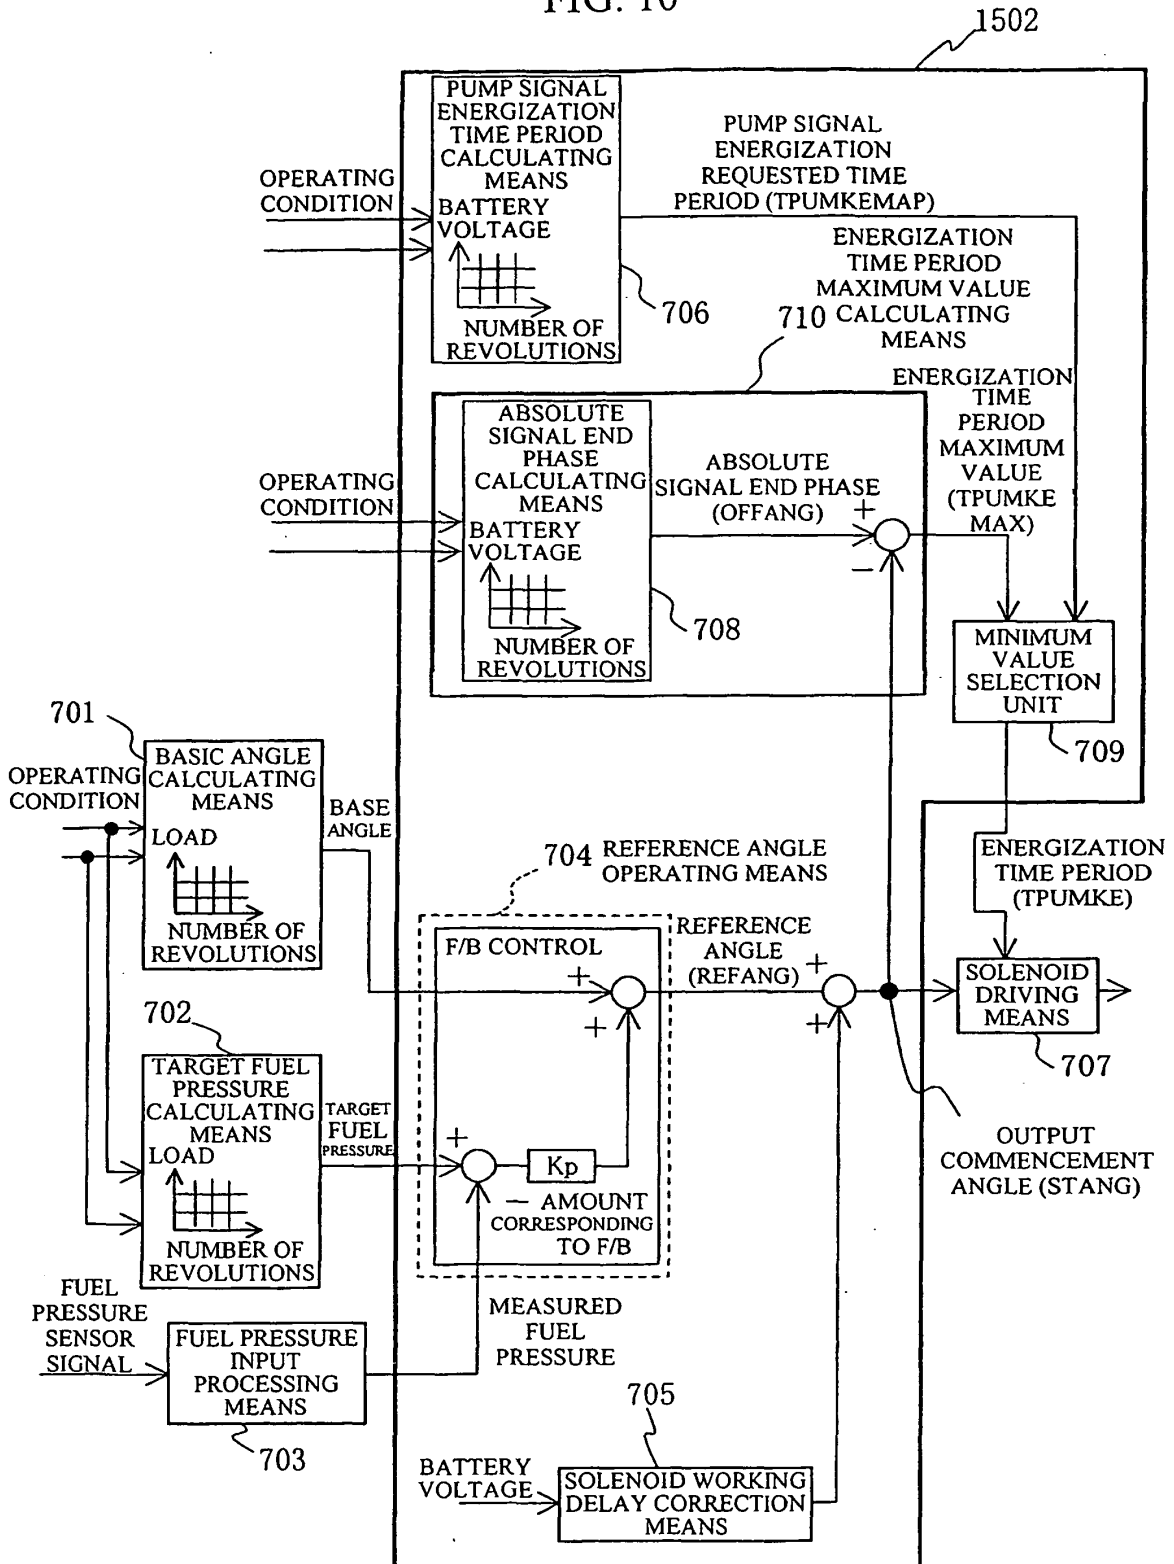 FIG. 10
1502
PUMP SIGNAL
ENERGIZATION
TIME PERIOD
CALCULATING
MEANS
BATTERY
VOLTAGE
NUMBER OF
REVOLUTIONS
OPERATING
CONDITION
PUMP SIGNAL
ENERGIZATION
REQUESTED TIME
PERIOD (TPUMKEMAP)
706
ENERGIZATION
TIME PERIOD
MAXIMUM VALUE
CALCULATING
MEANS
710
ENERGIZATION
TIME
PERIOD
MAXIMUM
VALUE
(TPUMKE
MAX)
ABSOLUTE
SIGNAL END
PHASE
CALCULATING
MEANS
BATTERY
VOLTAGE
NUMBER OF
REVOLUTIONS
OPERATING
CONDITION
ABSOLUTE
SIGNAL END PHASE
(OFFANG)
+
−
708
MINIMUM
VALUE
SELECTION
UNIT
709
701
BASIC ANGLE
CALCULATING
MEANS
LOAD
NUMBER OF
REVOLUTIONS
OPERATING
CONDITION
BASE
ANGLE
704
REFERENCE ANGLE
OPERATING MEANS
F/B CONTROL
+
+
REFERENCE
ANGLE
(REFANG)
+
+
ENERGIZATION
TIME PERIOD
(TPUMKE)
SOLENOID
DRIVING
MEANS
707
702
TARGET FUEL
PRESSURE
CALCULATING
MEANS
LOAD
NUMBER OF
REVOLUTIONS
TARGET
FUEL
PRESSURE
+
Kp
− AMOUNT
CORRESPONDING
TO F/B
OUTPUT
COMMENCEMENT
ANGLE (STANG)
FUEL
PRESSURE
SENSOR
SIGNAL
FUEL PRESSURE
INPUT
PROCESSING
MEANS
703
MEASURED
FUEL
PRESSURE
705
BATTERY
VOLTAGE
SOLENOID WORKING
DELAY CORRECTION
MEANS